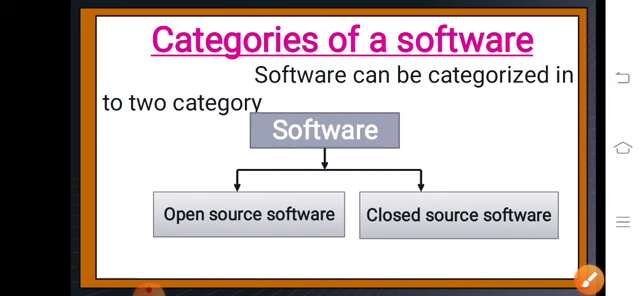 Categories of a software
Software can be categorized in
to two category
Software
Open source software
Closed source software